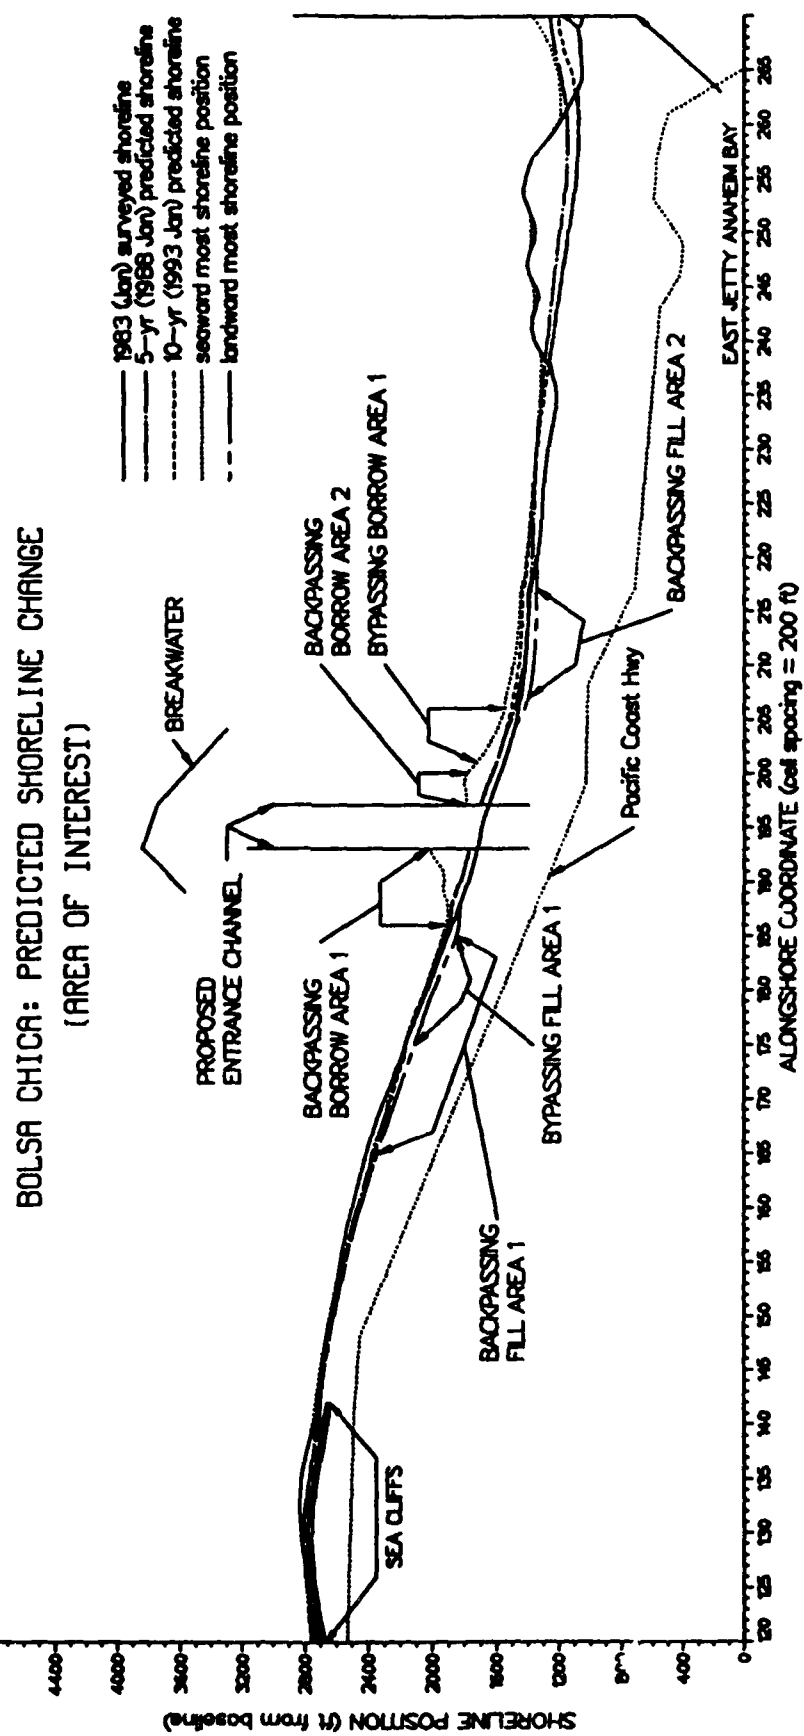 BOLSA CHICA: PREDICTED SHORELINE CHANGE
(AREA OF INTEREST)
1983 (Jan) surveyed shoreline
5-yr (1988 Jan) predicted shoreline
10-yr (1993 Jan) predicted shoreline
seaward most shoreline position
landward most shoreline position
BREAKWATER
PROPOSED
ENTRANCE CHANNEL
BACKPASSING
BORROW AREA 1
BACKPASSING
BORROW AREA 2
BYPASSING BORROW AREA 1
SEA CLIFFS
BACKPASSING
FILL AREA 1
BYPASSING FILL AREA 1
Pacific Coast Hwy
BACKPASSING FILL AREA 2
EAST JETTY ANAHEIM BAY
SHORELINE POSITION (ft from baseline)
4400
4000
3600
3200
2800
2400
2000
1600
1200
400
0
120 125 130 135 140 145 150 155 160 165 170 175 180 185 190 195 200 205 210 215 220 225 230 235 240 245 250 255 260 265
ALONGSHORE COORDINATE (cell spacing = 200 ft)